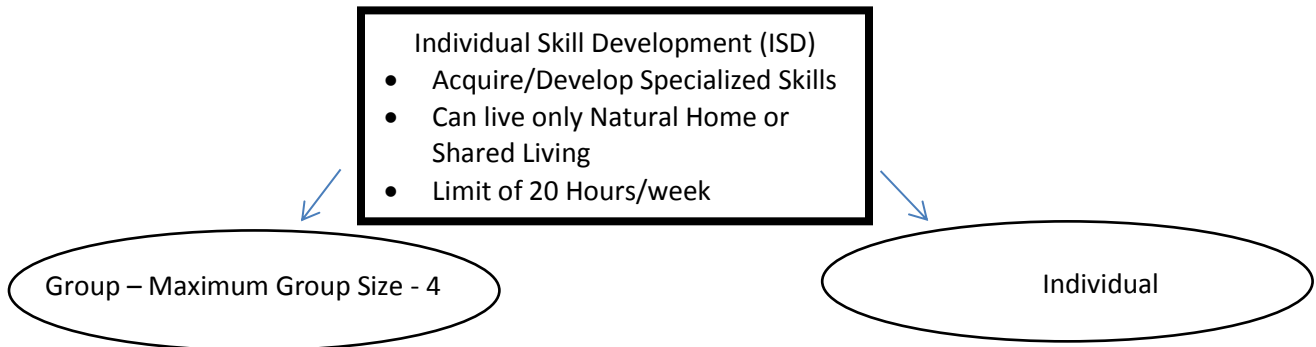 Individual Skill Development (ISD)
• Acquire/Develop Specialized Skills
• Can live only Natural Home or
Shared Living
• Limit of 20 Hours/week
Group – Maximum Group Size - 4
Individual